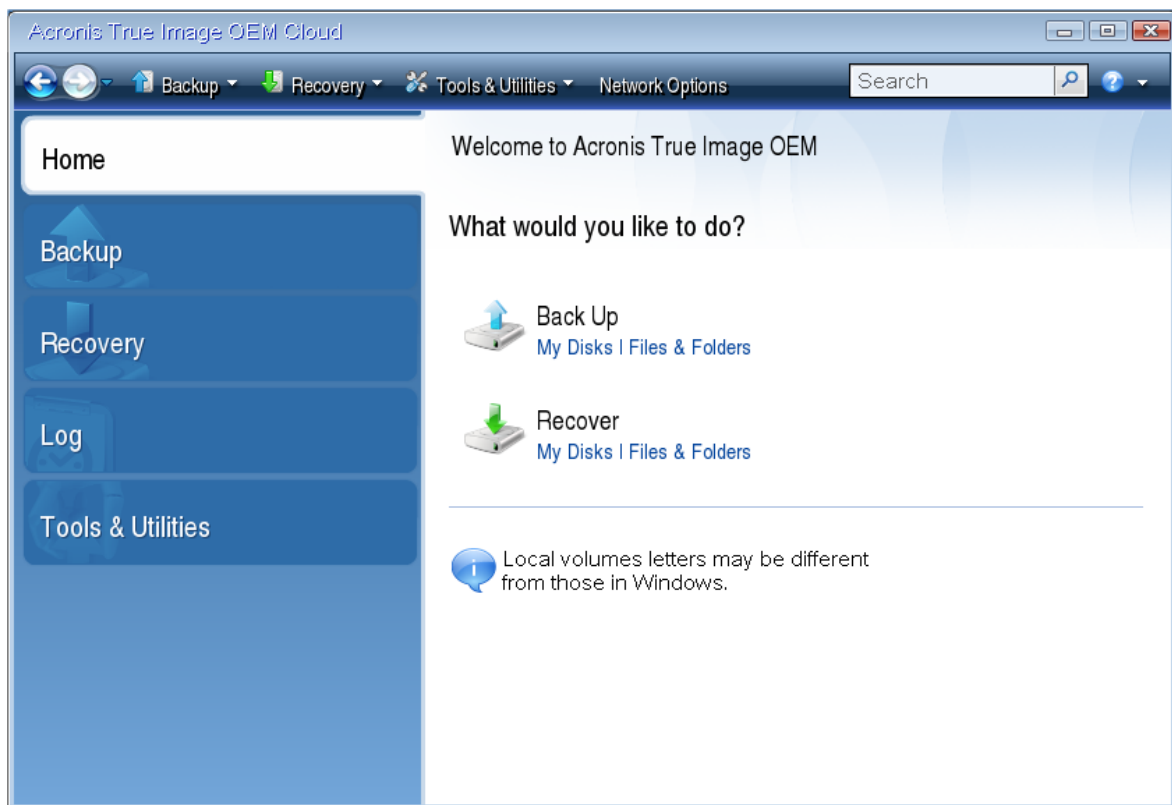 Acronis True Image OEM Cloud
Backup Recovery Tools & Utilities Network Options Search
Home
Backup
Recovery
Log
Tools & Utilities
Welcome to Acronis True Image OEM
What would you like to do?
Back Up
My Disks | Files & Folders
Recover
My Disks | Files & Folders
Local volumes letters may be different
from those in Windows.